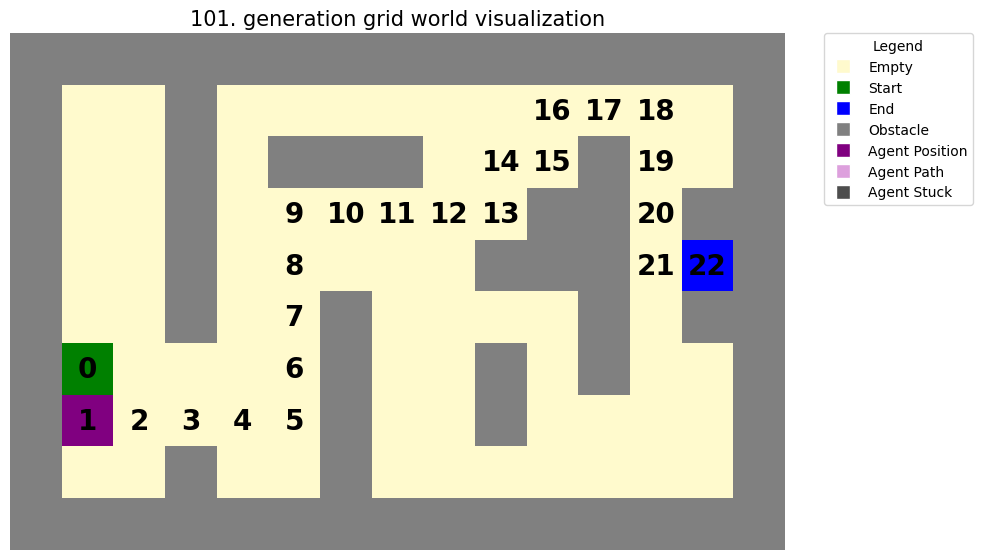 101. generation grid world visualization
16 17 18
14 15 19
9 10 11 12 13 20
8 21 22
7
0 6
1 2 3 4 5
Legend
Empty
Start
End
Obstacle
Agent Position
Agent Path
Agent Stuck